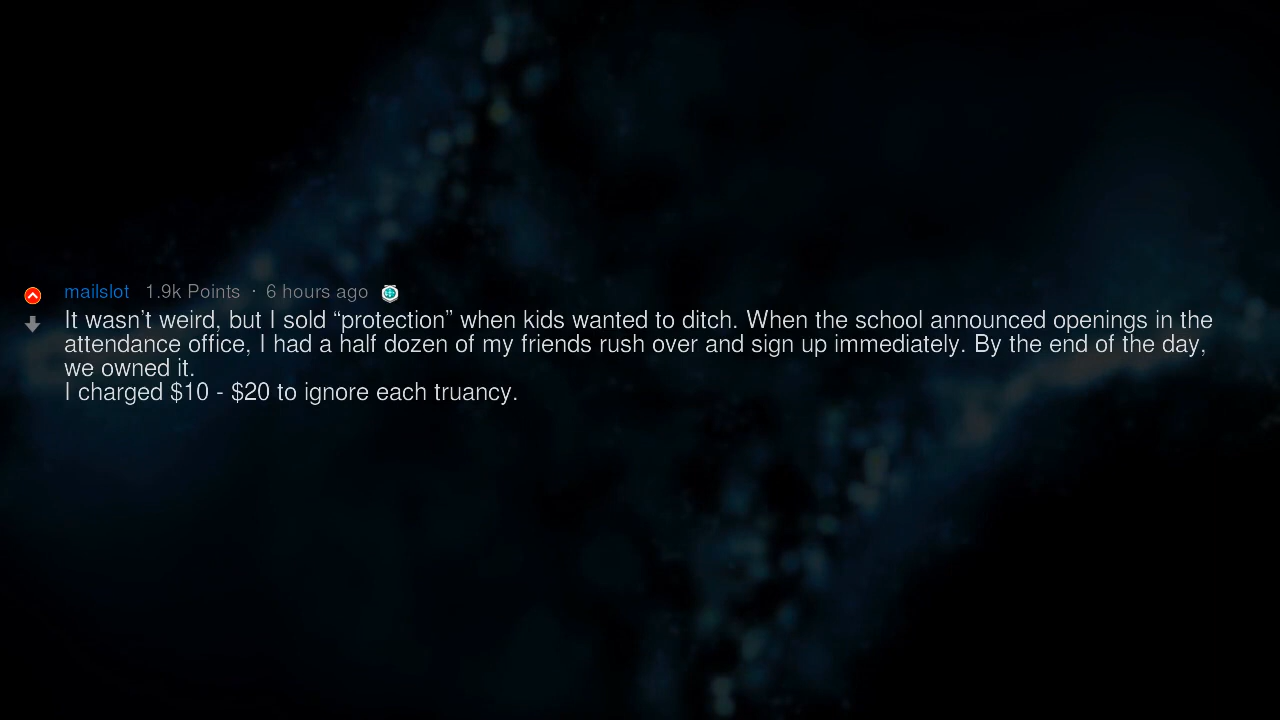 mailslot 1.9k Points · 6 hours ago
It wasn’t weird, but I sold “protection” when kids wanted to ditch. When the school announced openings in the
attendance office, I had a half dozen of my friends rush over and sign up immediately. By the end of the day,
we owned it.
I charged $10 - $20 to ignore each truancy.